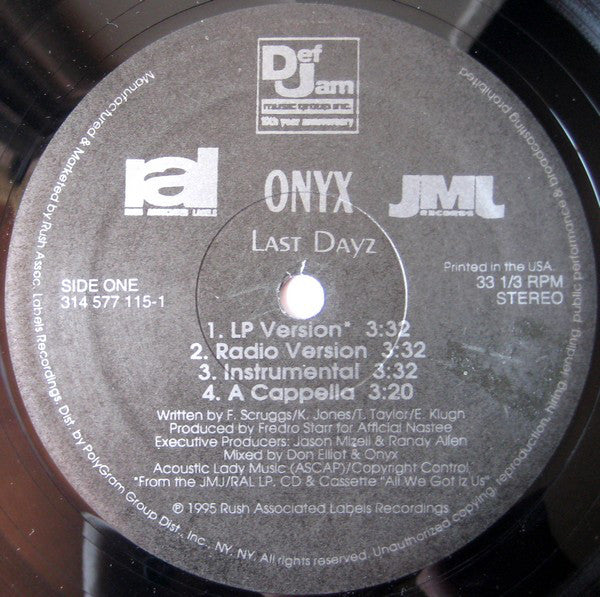 Def Jam
music group inc.
10th year anniversary
ral
RUSH ASSOCIATED LABELS
ONYX
JMJ
RECORDS
LAST DAYZ
SIDE ONE
314 577 115-1
Printed in the USA.
33 1/3 RPM
STEREO
1. LP Version* 3:32
2. Radio Version 3:32
3. Instrumental 3:32
4. A Cappella 3:20
Written by F. Scruggs/K. Jones/T. Taylor/E. Klugn
Produced by Fredro Starr for Afficial Nastee
Executive Producers: Jason Mizell & Randy Allen
Mixed by Don Elliot & Onyx
Acoustic Lady Music (ASCAP)/Copyright Control
*From the JMJ/RAL LP, CD & Cassette "All We Got Iz Us"
℗ 1995 Rush Associated Labels Recordings
Manufactured & Marketed by Rush Assoc. Labels Recordings. Dist. by PolyGram Group Dist., Inc., NY, NY. All rights reserved. Unauthorized copying, reproduction, hiring, lending, public performance & broadcasting prohibited.